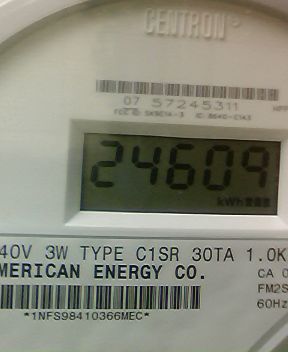 CENTRON
07 57245311
24609
kWh
40V 3W TYPE C1SR 30TA 1.0K
MERICAN ENERGY CO.
CA 0
FM2S
60Hz
*1NFS98410366MEC*